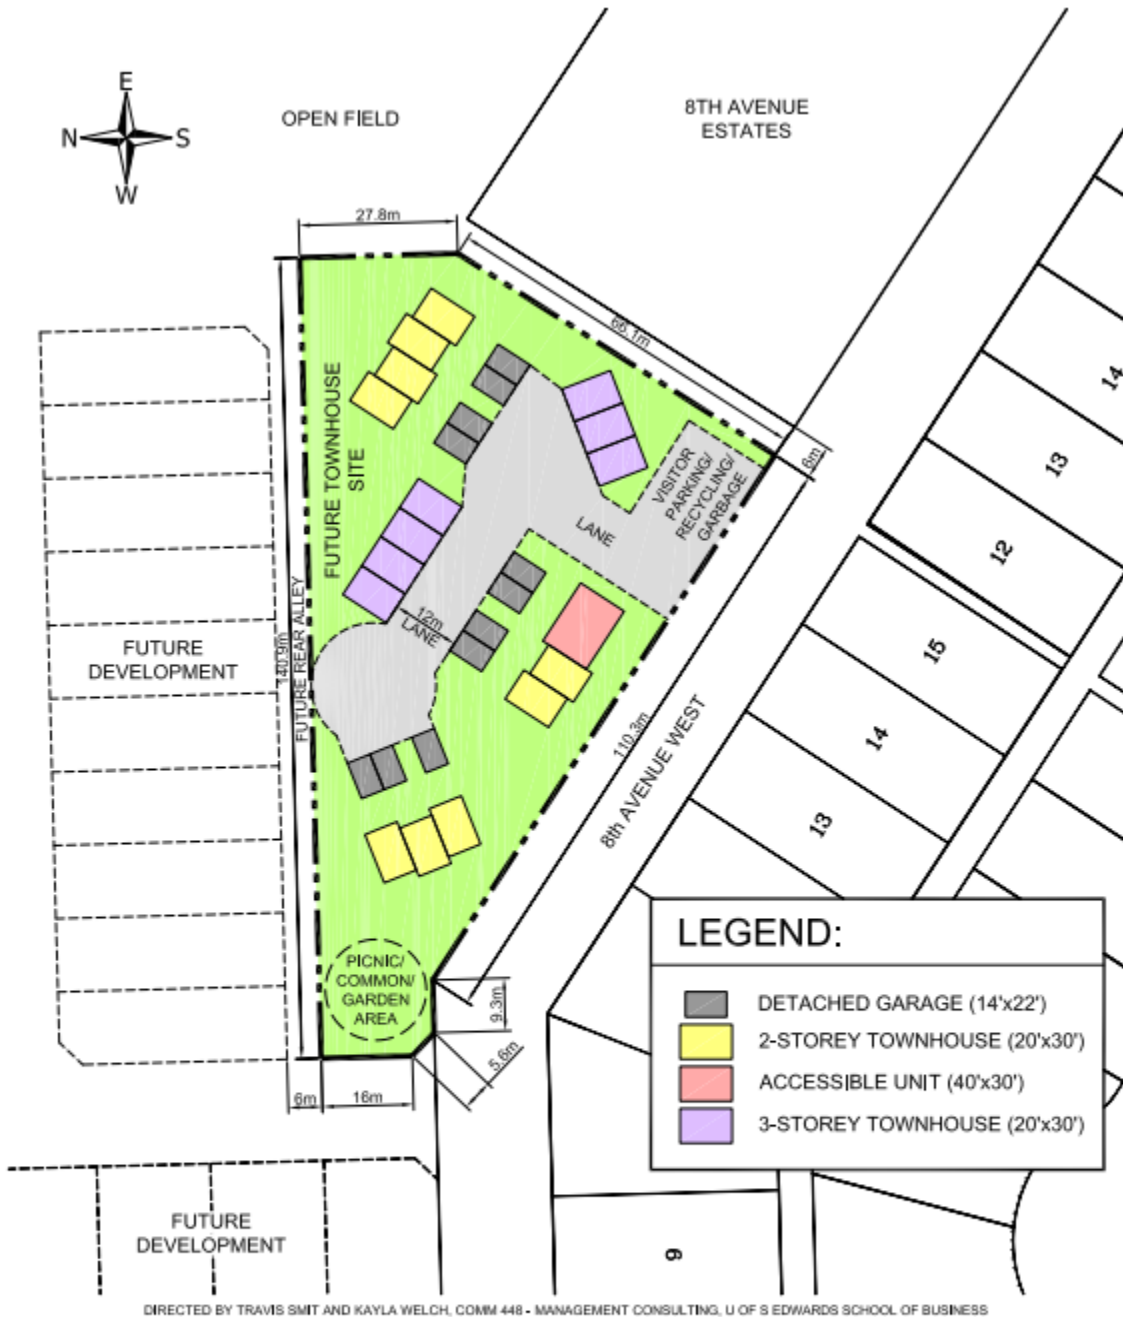 E
N
S
W
OPEN FIELD
8TH AVENUE
ESTATES
27.8m
66.1m
6m
FUTURE TOWNHOUSE
SITE
VISITOR
PARKING/
RECYCLING/
GARBAGE
LANE
12m
LANE
FUTURE
DEVELOPMENT
140.9m
FUTURE REAR ALLEY
110.3m
8th AVENUE WEST
14
13
12
15
14
13
PICNIC/
COMMON/
GARDEN
AREA
9.3m
5.6m
6m
16m
LEGEND:
DETACHED GARAGE (14'x22')
2-STOREY TOWNHOUSE (20'x30')
ACCESSIBLE UNIT (40'x30')
3-STOREY TOWNHOUSE (20'x30')
FUTURE
DEVELOPMENT
9
DIRECTED BY TRAVIS SMIT AND KAYLA WELCH, COMM 448 - MANAGEMENT CONSULTING, U OF S EDWARDS SCHOOL OF BUSINESS